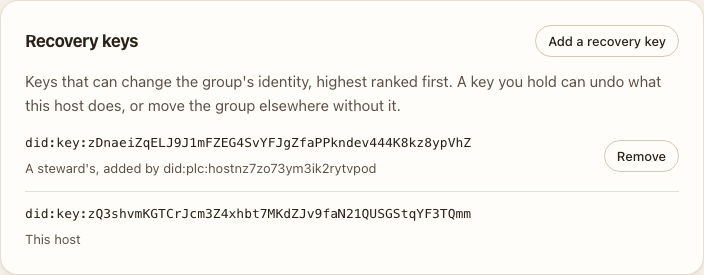 Recovery keys
Add a recovery key
Keys that can change the group's identity, highest ranked first. A key you hold can undo what
this host does, or move the group elsewhere without it.
did:key:zDnaeiZqELJ9J1mFZEG4SvYFJgZfaPPkndev444K8kz8ypVhZ
A steward's, added by did:plc:hostnz7zo73ym3ik2rytvpod
Remove
did:key:zQ3shvmKGTCrJcm3Z4xhbt7MKdZJv9faN21QUSGStqYF3TQmm
This host